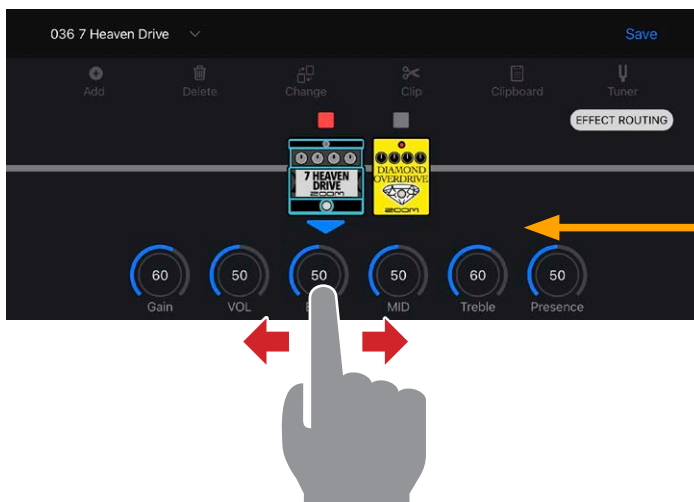 036 7 Heaven Drive
Save
Add
Delete
Change
Clip
Clipboard
Tuner
EFFECT ROUTING
7 HEAVEN
DRIVE
ZOOM
DIAMOND
OVERDRIVE
ZOOM
60
50
50
50
60
50
Gain
VOL
MID
Treble
Presence